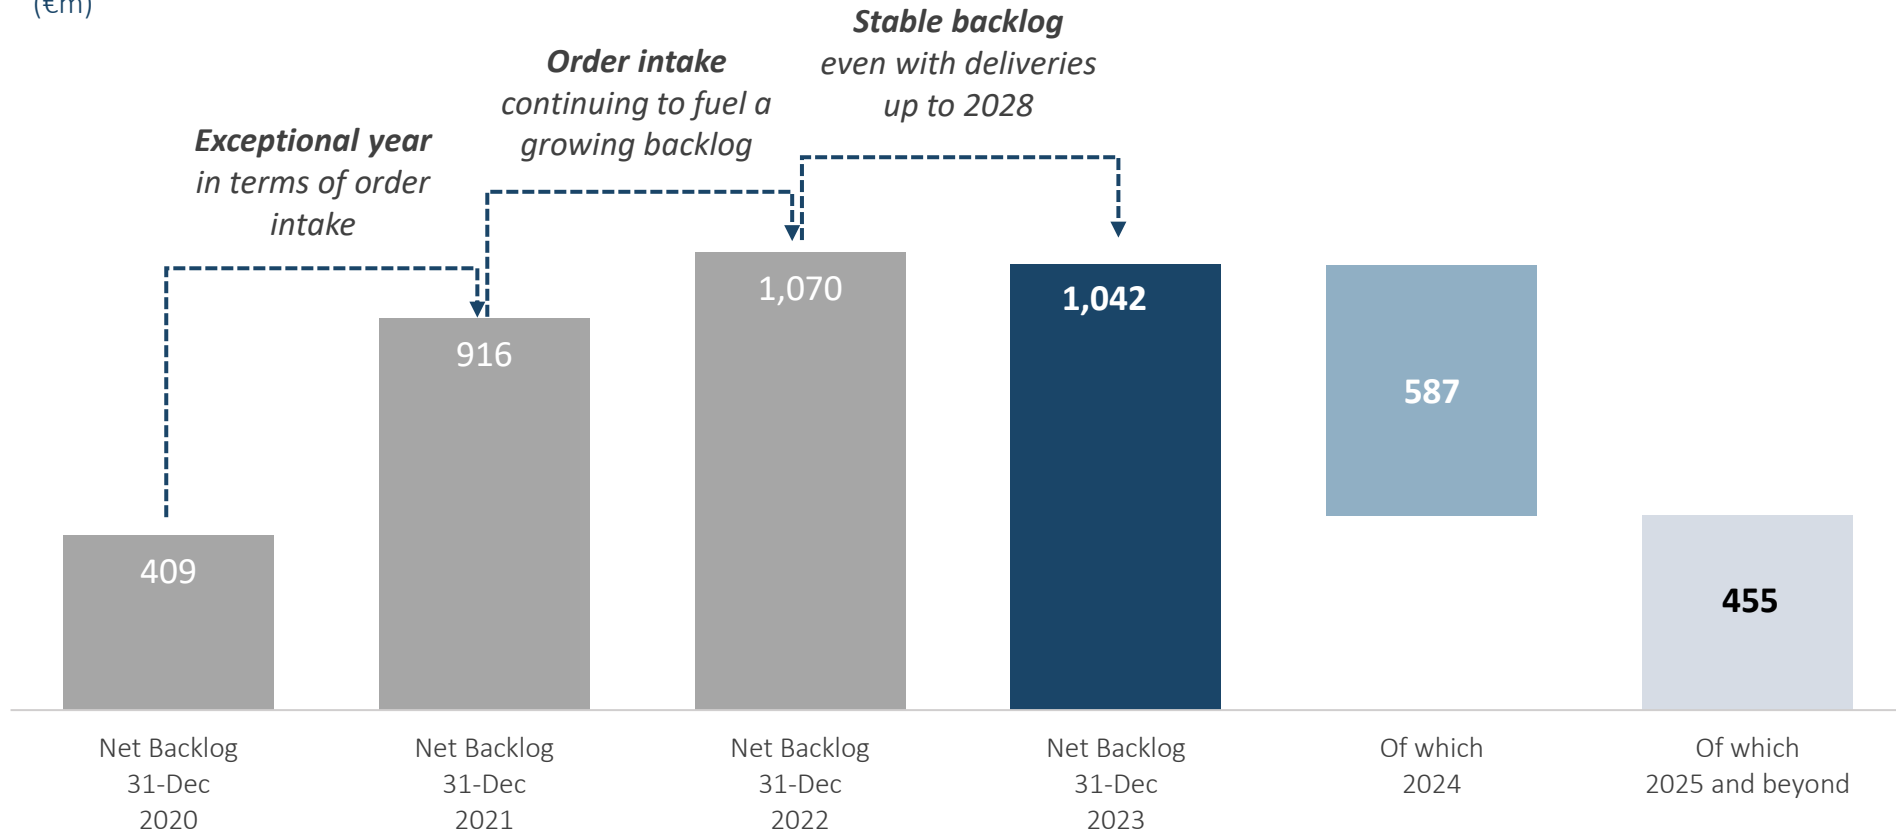 (€m)
Stable backlog
even with deliveries
up to 2028
Order intake
continuing to fuel a
growing backlog
Exceptional year
in terms of order
intake
409
916
1,070
1,042
587
455
Net Backlog
31-Dec
2020
Net Backlog
31-Dec
2021
Net Backlog
31-Dec
2022
Net Backlog
31-Dec
2023
Of which
2024
Of which
2025 and beyond